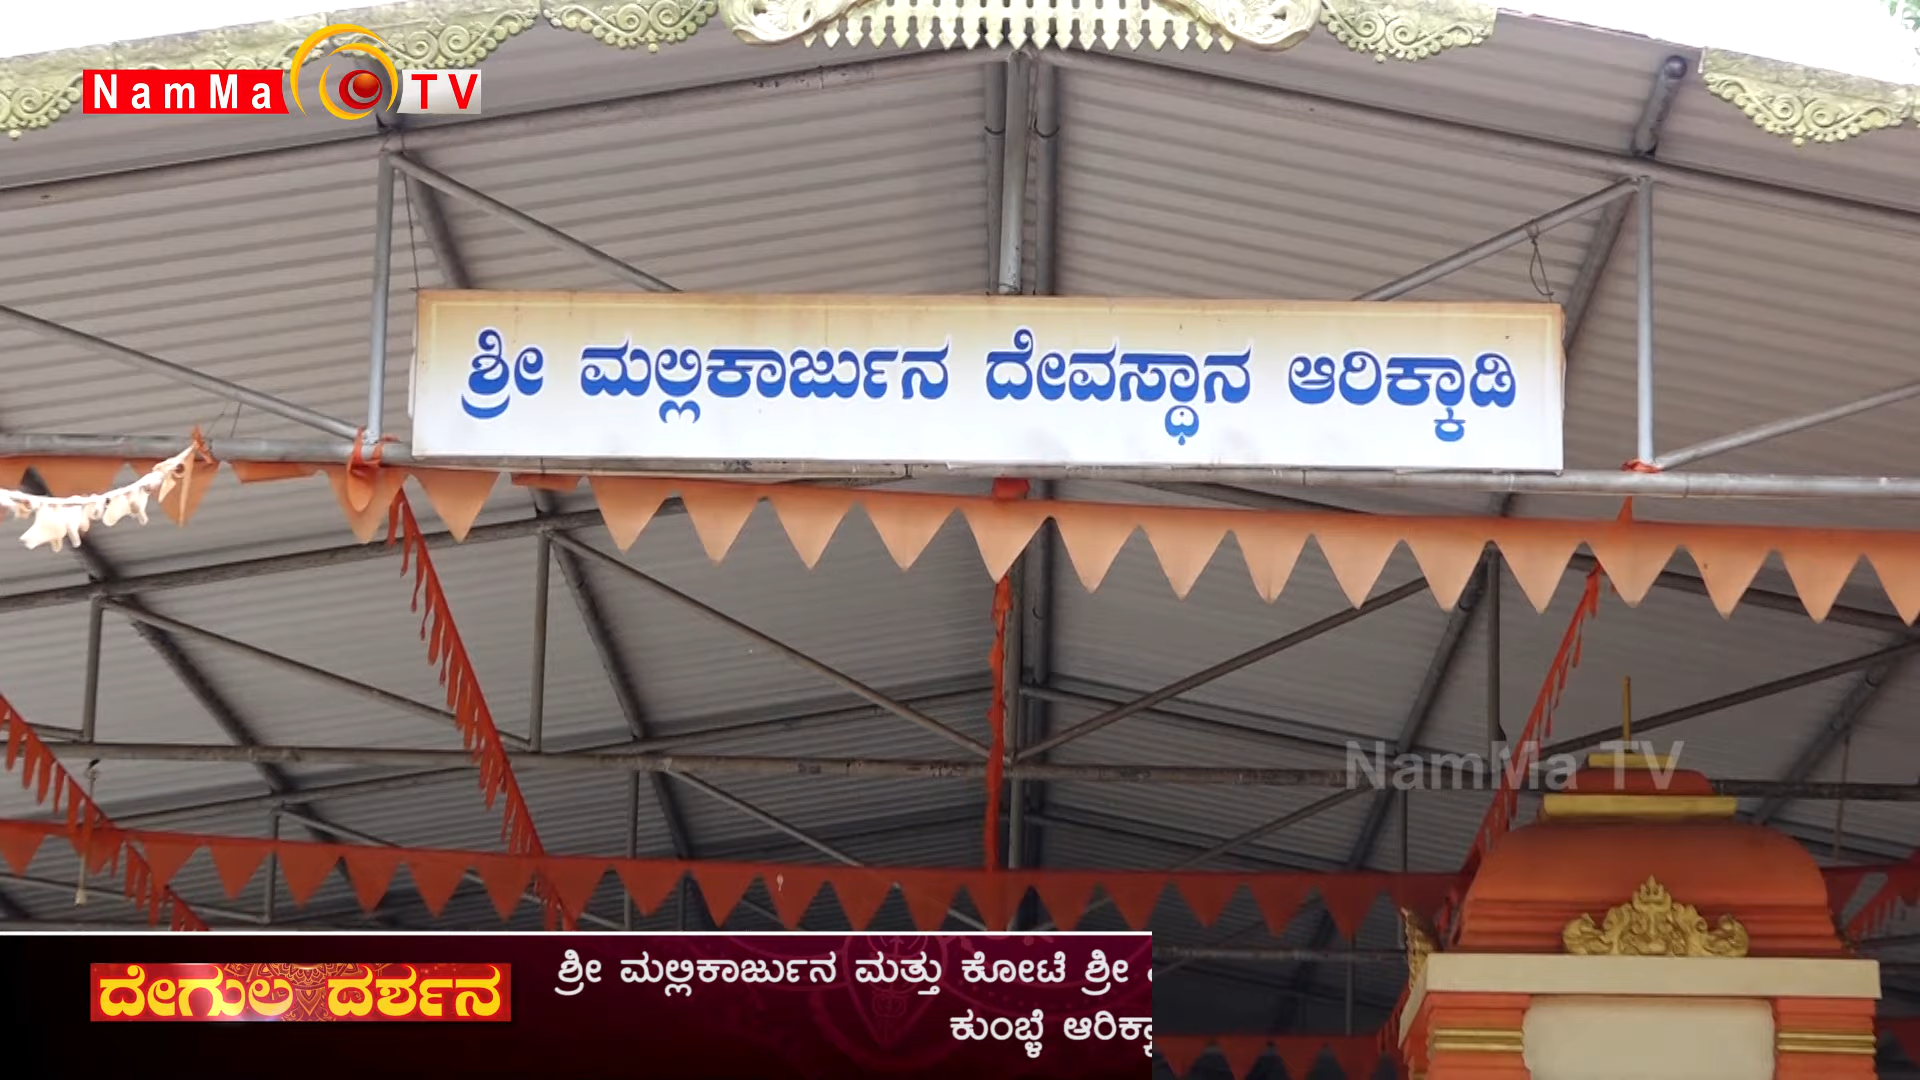 NamMa TV
ಶ್ರೀ ಮಲ್ಲಿಕಾರ್ಜುನ ದೇವಸ್ಥಾನ ಆರಿಕ್ಕಾಡಿ
NamMa TV
ದೇಗುಲ ದರ್ಶನ
ಶ್ರೀ ಮಲ್ಲಿಕಾರ್ಜುನ ಮತ್ತು ಕೋಟೆ ಶ್ರೀ
ಕುಂಬ್ಳೆ